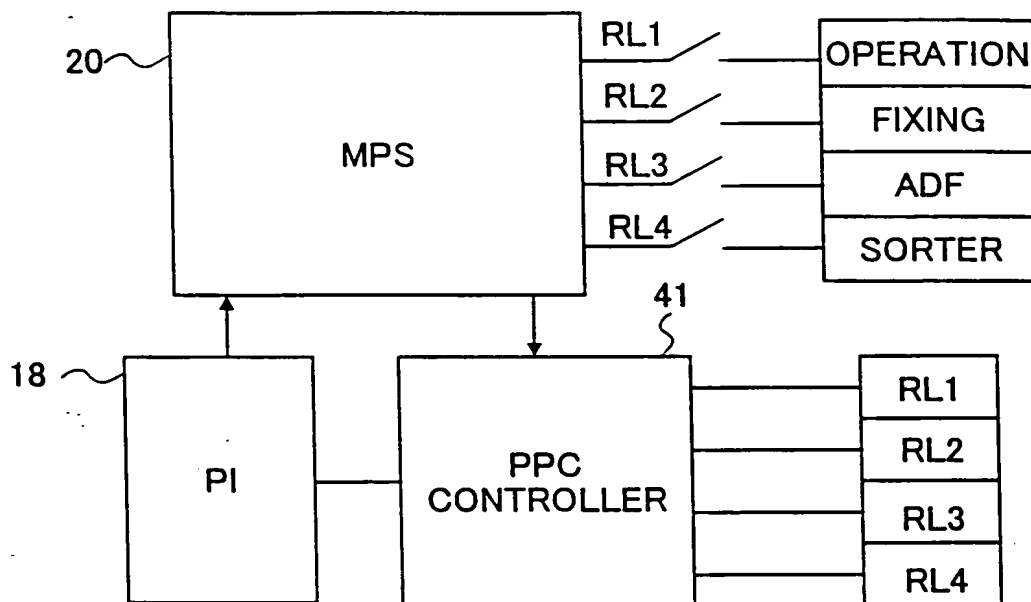 20
MPS
RL1
RL2
RL3
RL4
OPERATION
FIXING
ADF
SORTER
18
PI
41
PPC
CONTROLLER
RL1
RL2
RL3
RL4